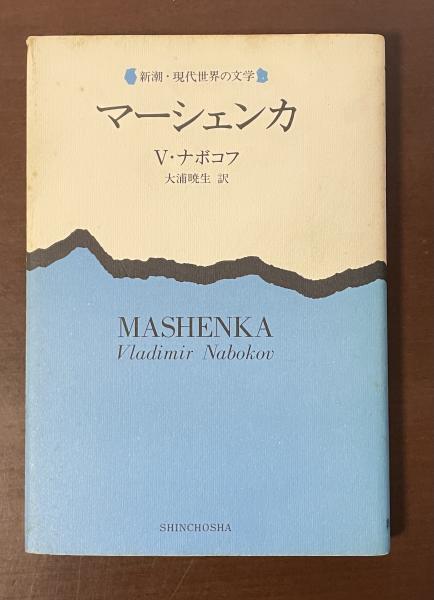 新潮・現代世界の文学
マーシェンカ
V・ナボコフ
大浦暁生 訳
MASHENKA
Vladimir Nabokov
SHINCHOSHA